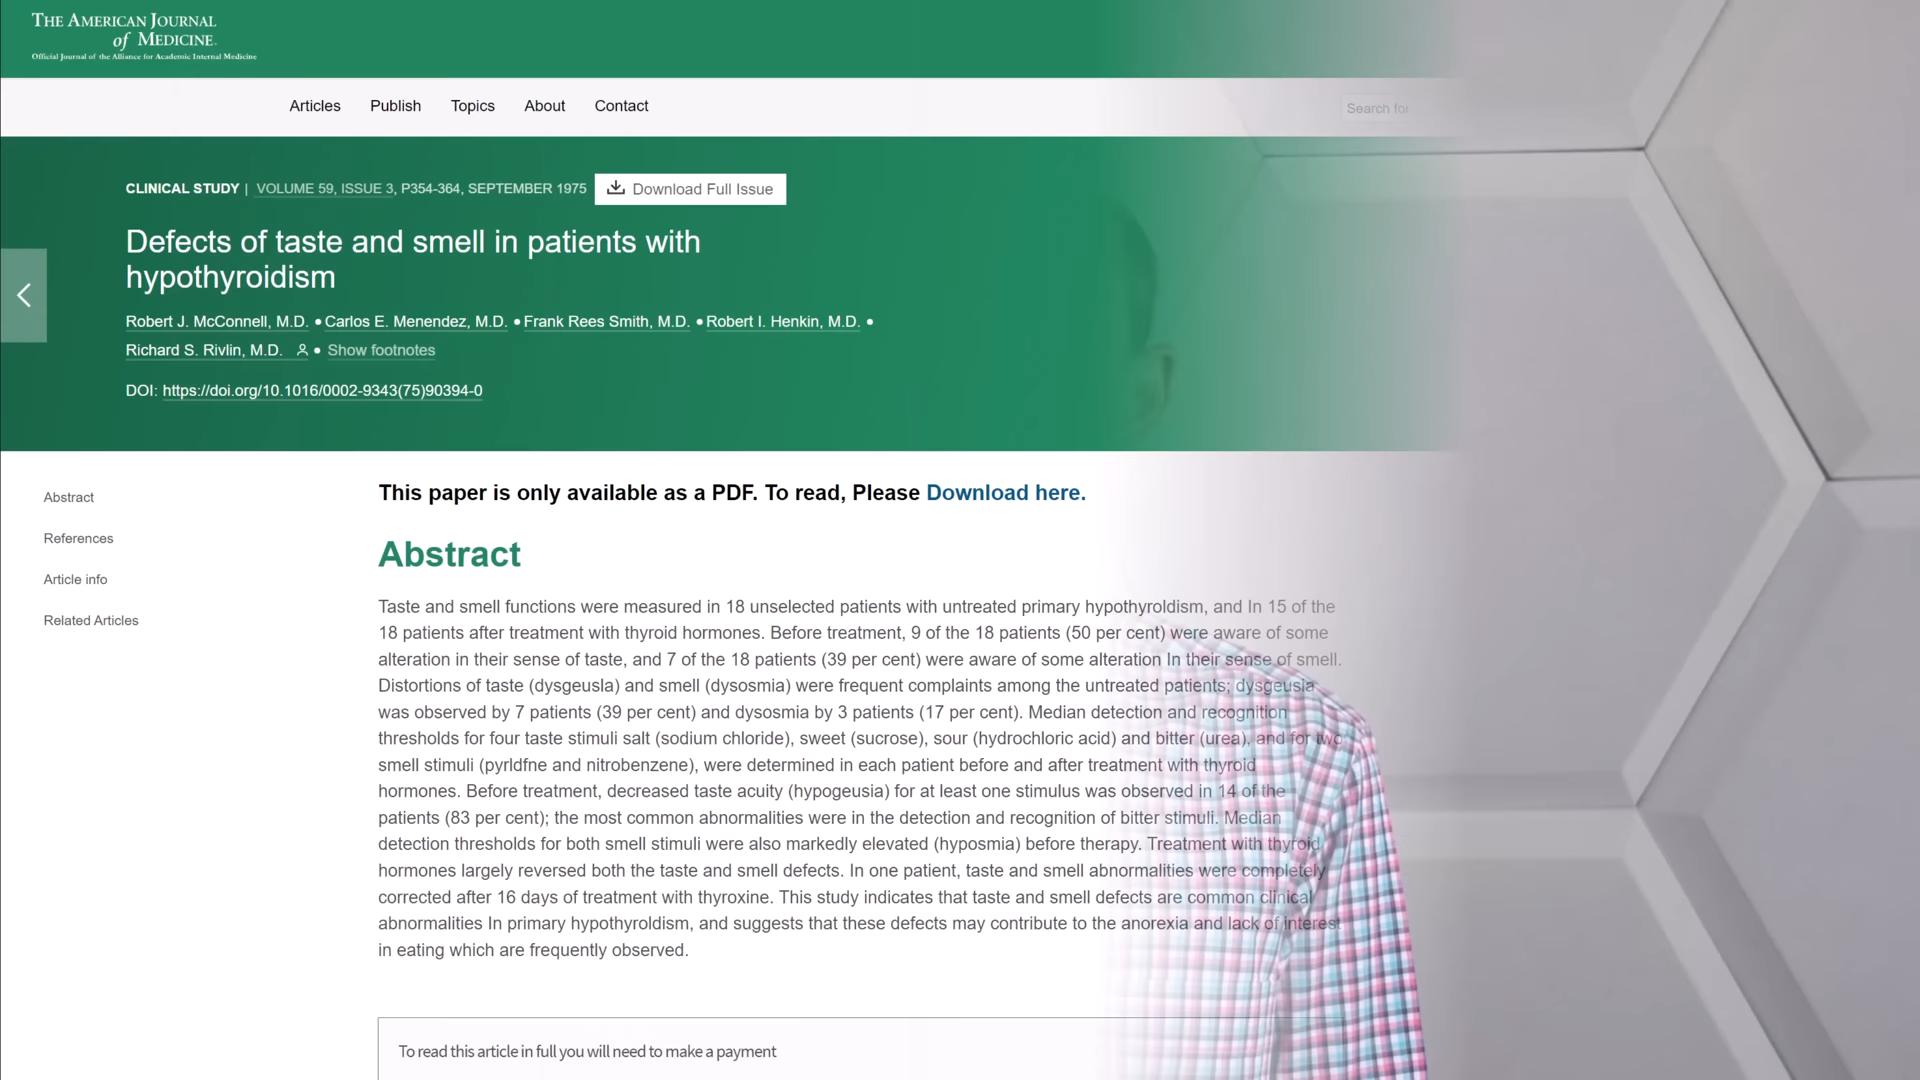 THE AMERICAN JOURNAL
of MEDICINE
Official Journal of the Alliance for Academic Internal Medicine
Articles Publish Topics About Contact Search for
CLINICAL STUDY | VOLUME 59, ISSUE 3, P354-364, SEPTEMBER 1975 Download Full Issue
Defects of taste and smell in patients with
hypothyroidism
Robert J. McConnell, M.D. • Carlos E. Menendez, M.D. • Frank Rees Smith, M.D. • Robert I. Henkin, M.D. •
Richard S. Rivlin, M.D. • Show footnotes
DOI: https://doi.org/10.1016/0002-9343(75)90394-0
Abstract
References
Article info
Related Articles
This paper is only available as a PDF. To read, Please Download here.
Abstract
Taste and smell functions were measured in 18 unselected patients with untreated primary hypothyroldism, and In 15 of the
18 patients after treatment with thyroid hormones. Before treatment, 9 of the 18 patients (50 per cent) were aware of some
alteration in their sense of taste, and 7 of the 18 patients (39 per cent) were aware of some alteration In their sense of smell.
Distortions of taste (dysgeusla) and smell (dysosmia) were frequent complaints among the untreated patients; dysgeusia
was observed by 7 patients (39 per cent) and dysosmia by 3 patients (17 per cent). Median detection and recognition
thresholds for four taste stimuli salt (sodium chloride), sweet (sucrose), sour (hydrochloric acid) and bitter (urea), and for two
smell stimuli (pyrldfne and nitrobenzene), were determined in each patient before and after treatment with thyroid
hormones. Before treatment, decreased taste acuity (hypogeusia) for at least one stimulus was observed in 14 of the
patients (83 per cent); the most common abnormalities were in the detection and recognition of bitter stimuli. Median
detection thresholds for both smell stimuli were also markedly elevated (hyposmia) before therapy. Treatment with thyroid
hormones largely reversed both the taste and smell defects. In one patient, taste and smell abnormalities were completely
corrected after 16 days of treatment with thyroxine. This study indicates that taste and smell defects are common clinical
abnormalities In primary hypothyroldism, and suggests that these defects may contribute to the anorexia and lack of interest
in eating which are frequently observed.
To read this article in full you will need to make a payment